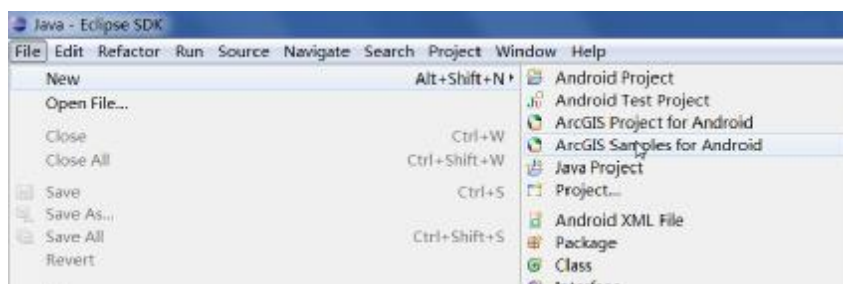 Java - Eclipse SDK
File Edit Refactor Run Source Navigate Search Project Window Help
New Alt+Shift+N
Open File...
Close Ctrl+W
Close All Ctrl+Shift+W
Save Ctrl+S
Save As...
Save All Ctrl+Shift+S
Revert
Android Project
Android Test Project
ArcGIS Project for Android
ArcGIS Samples for Android
Java Project
Project...
Android XML File
Package
Class